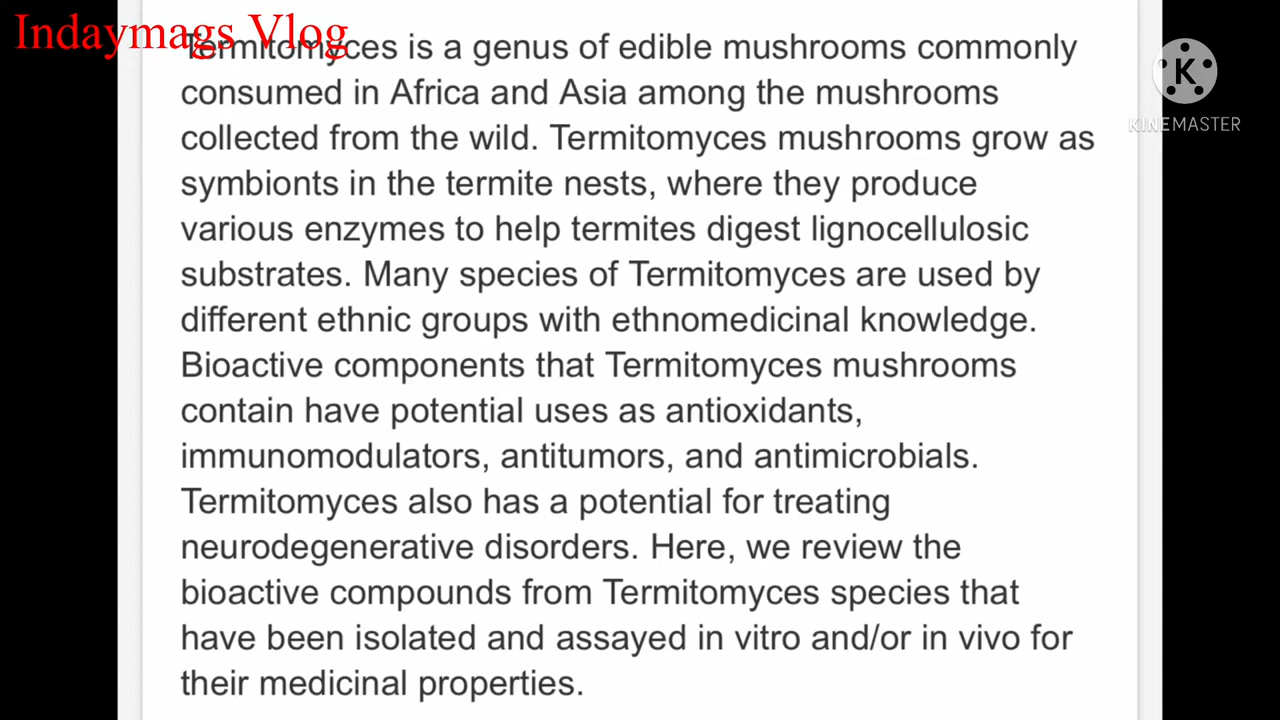 Indaymags Vlog
Termitomyces is a genus of edible mushrooms commonly
consumed in Africa and Asia among the mushrooms
collected from the wild. Termitomyces mushrooms grow as
symbionts in the termite nests, where they produce
various enzymes to help termites digest lignocellulosic
substrates. Many species of Termitomyces are used by
different ethnic groups with ethnomedicinal knowledge.
Bioactive components that Termitomyces mushrooms
contain have potential uses as antioxidants,
immunomodulators, antitumors, and antimicrobials.
Termitomyces also has a potential for treating
neurodegenerative disorders. Here, we review the
bioactive compounds from Termitomyces species that
have been isolated and assayed in vitro and/or in vivo for
their medicinal properties.
K
KINEMASTER